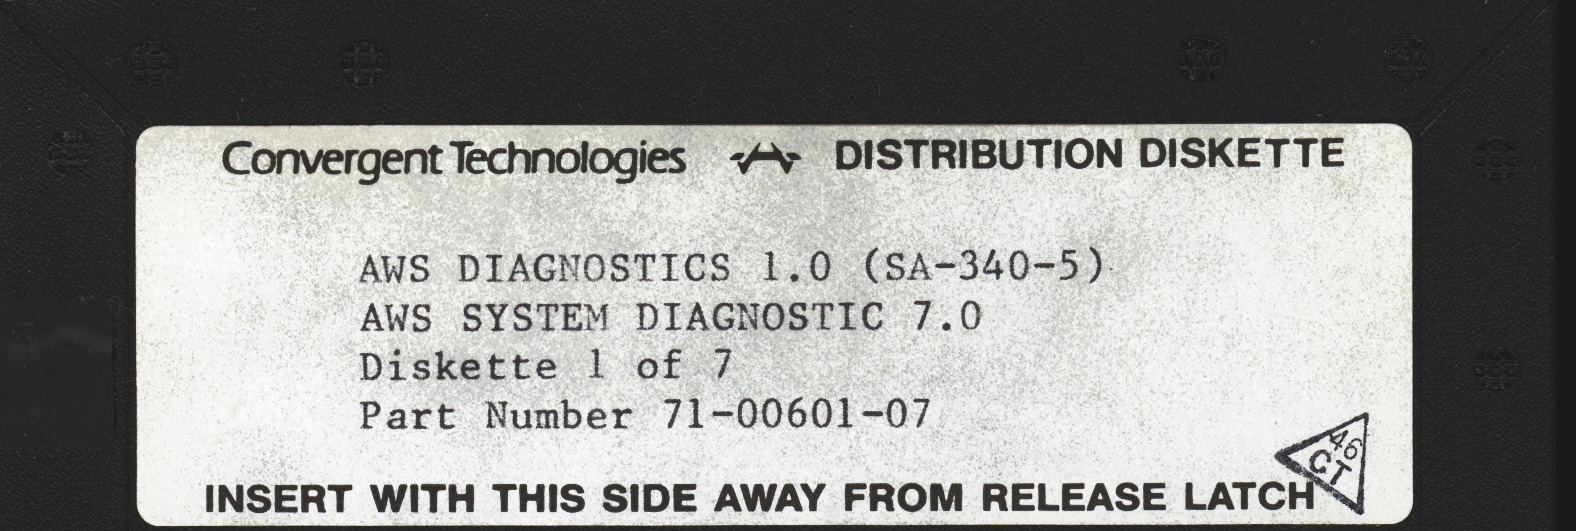 Convergent Technologies DISTRIBUTION DISKETTE
AWS DIAGNOSTICS 1.0 (SA-340-5)
AWS SYSTEM DIAGNOSTIC 7.0
Diskette 1 of 7
Part Number 71-00601-07
46
CT
INSERT WITH THIS SIDE AWAY FROM RELEASE LATCH